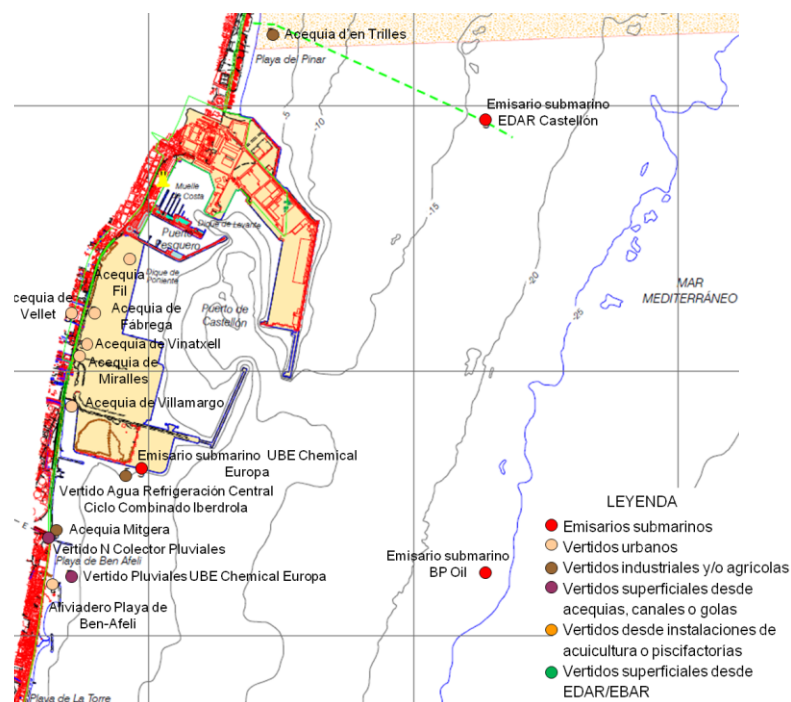 Acequia d'en Trilles
Playa del Pinar
-5
-10
Emisario submarino
EDAR Castellón
Muelle
Costa
Dique de Levante
Puerto
Pesquero
-15
Dique de
Poniente
Acequia
Fil
-20
MAR
MEDITERRÁNEO
cequia de
Vellet
Acequia de
Fabrega
Puerto de
Castellón
-25
Acequia de Vinatxell
Acequia de
Miralles
Acequia de Villamargo
Emisario submarino UBE Chemical
Europa
Vertido Agua Refrigeración Central
Ciclo Combinado Iberdrola
E
Acequia Mitgera
Vertido N Colector Pluviales
Playa de Ben Afeli
Vertido Pluviales UBE Chemical Europa
Aliviadero Playa de
Ben-Afeli
Emisario submarino
BP Oil
Playa de La Torre
LEYENDA
Emisarios submarinos
Vertidos urbanos
Vertidos industriales y/o agricolas
Vertidos superficiales desde
acequias, canales o golas
Vertidos desde instalaciones de
acuicultura o piscifactorias
Vertidos superficiales desde
EDAR/EBAR